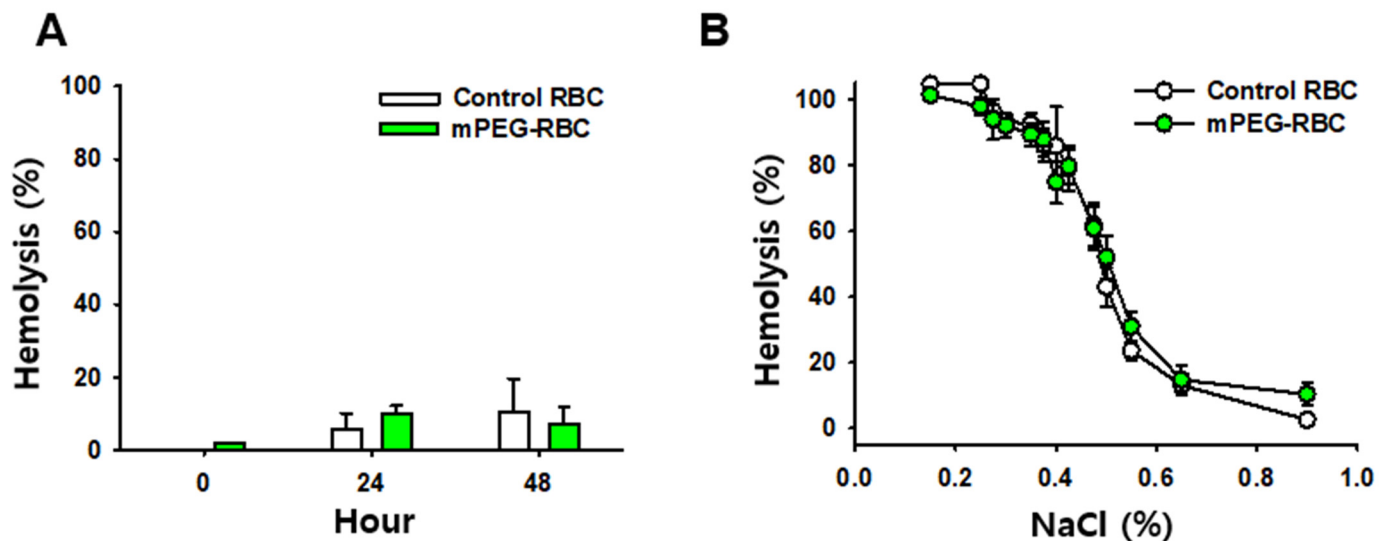 A
Hemolysis (%)
100
80
60
40
20
0
Control RBC
mPEG-RBC
0
24
48
Hour
B
Hemolysis (%)
100
80
60
40
20
0
Control RBC
mPEG-RBC
0.0
0.2
0.4
0.6
0.8
1.0
NaCl (%)